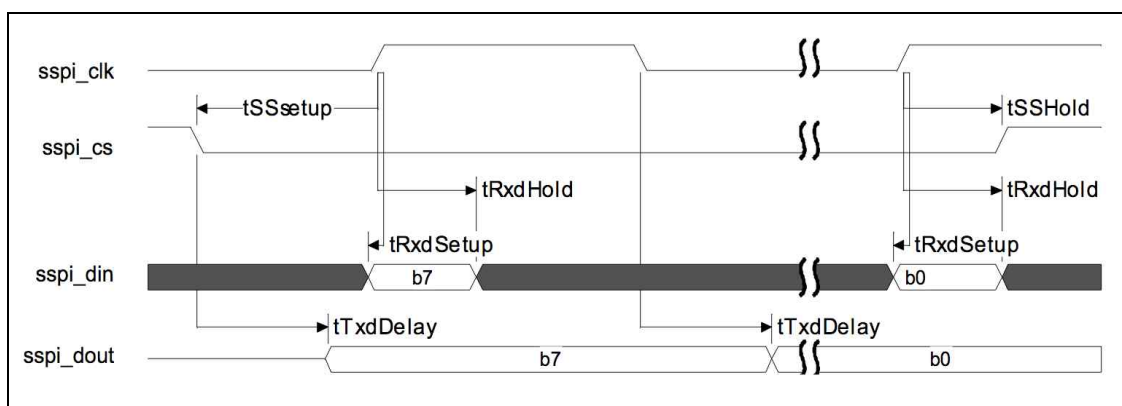 sspi_clk
tSSsetup
tSSHold
sspi_cs
tRxdHold
tRxdHold
tRxdSetup
tRxdSetup
sspi_din
b7
b0
tTxdDelay
tTxdDelay
sspi_dout
b7
b0